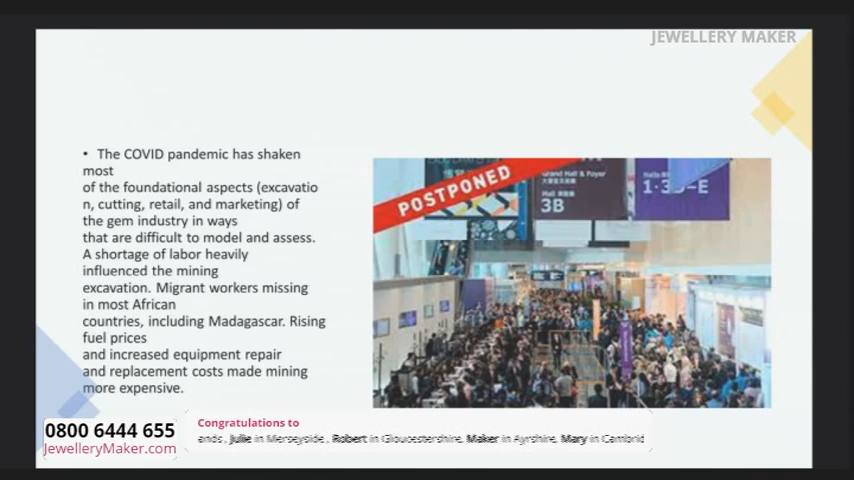 JEWELLERY MAKER
• The COVID pandemic has shaken
most
of the foundational aspects (excavatio
n, cutting, retail, and marketing) of
the gem industry in ways
that are difficult to model and assess.
A shortage of labor heavily
influenced the mining
excavation. Migrant workers missing
in most African
countries, including Madagascar. Rising
fuel prices
and increased equipment repair
and replacement costs made mining
more expensive.
POSTPONED
Grand Hall & Foyer
Hall
3B
Halls
0800 6444 655
JewelleryMaker.com
Congratulations to
ands, Julie in Merseyside, Robert in Gloucestershire, Maker in Ayrshire, Mary in Cambrid